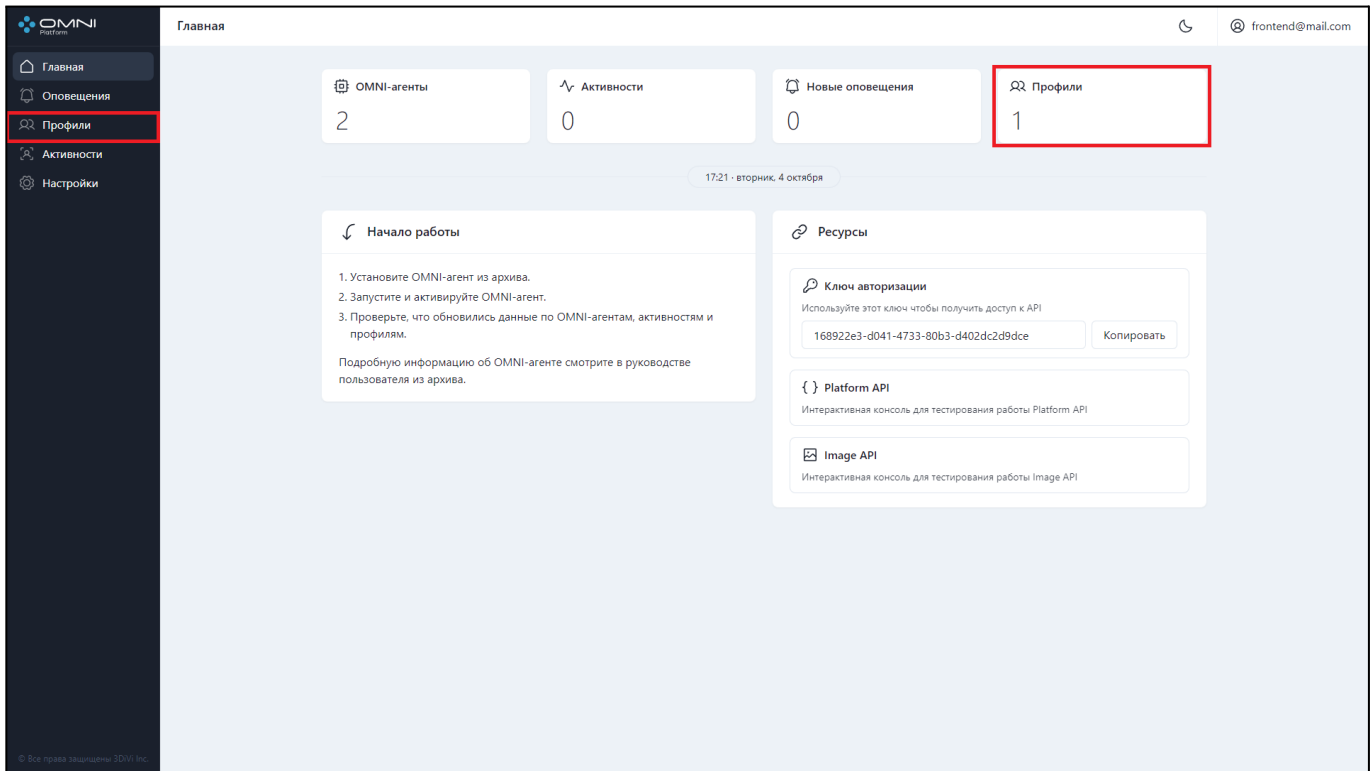 OMNI
Platform
Главная
frontend@mail.com
Главная
Оповещения
Профили
Активности
Настройки
OMNI-агенты
2
Активности
0
Новые оповещения
0
Профили
1
17:21 · вторник, 4 октября
Начало работы
1. Установите OMNI-агент из архива.
2. Запустите и активируйте OMNI-агент.
3. Проверьте, что обновились данные по OMNI-агентам, активностям и
профилям.
Подробную информацию об OMNI-агенте смотрите в руководстве
пользователя из архива.
Ресурсы
Ключ авторизации
Используйте этот ключ чтобы получить доступ к API
168922e3-d041-4733-80b3-d402dc2d9dce
Копировать
{ } Platform API
Интерактивная консоль для тестирования работы Platform API
Image API
Интерактивная консоль для тестирования работы Image API
© Все права защищены 3DiVi Inc.